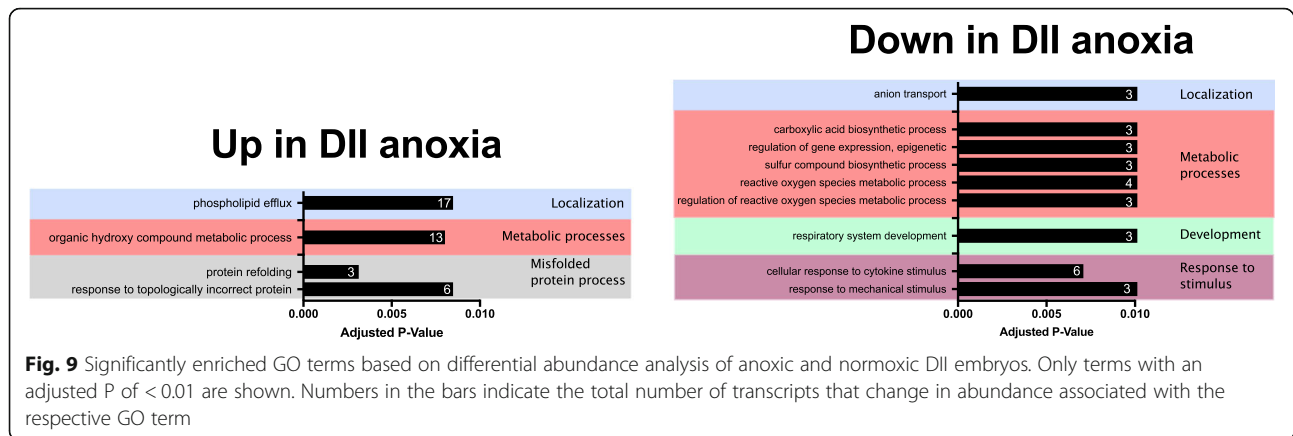 Up in DII anoxia
phospholipid efflux 17 Localization
organic hydroxy compound metabolic process 13 Metabolic processes
protein refolding 3 Misfolded
protein process
response to topologically incorrect protein 6
0.000 0.005 0.010
Adjusted P-Value
Down in DII anoxia
anion transport 3 Localization
carboxylic acid biosynthetic process 3
regulation of gene expression, epigenetic 3 Metabolic
sulfur compound biosynthetic process 3 processes
reactive oxygen species metabolic process 4
regulation of reactive oxygen species metabolic process 3
respiratory system development 3 Development
cellular response to cytokine stimulus 6 Response to
response to mechanical stimulus 3 stimulus
0.000 0.005 0.010
Adjusted P-Value
Fig. 9 Significantly enriched GO terms based on differential abundance analysis of anoxic and normoxic DII embryos. Only terms with an
adjusted P of < 0.01 are shown. Numbers in the bars indicate the total number of transcripts that change in abundance associated with the
respective GO term